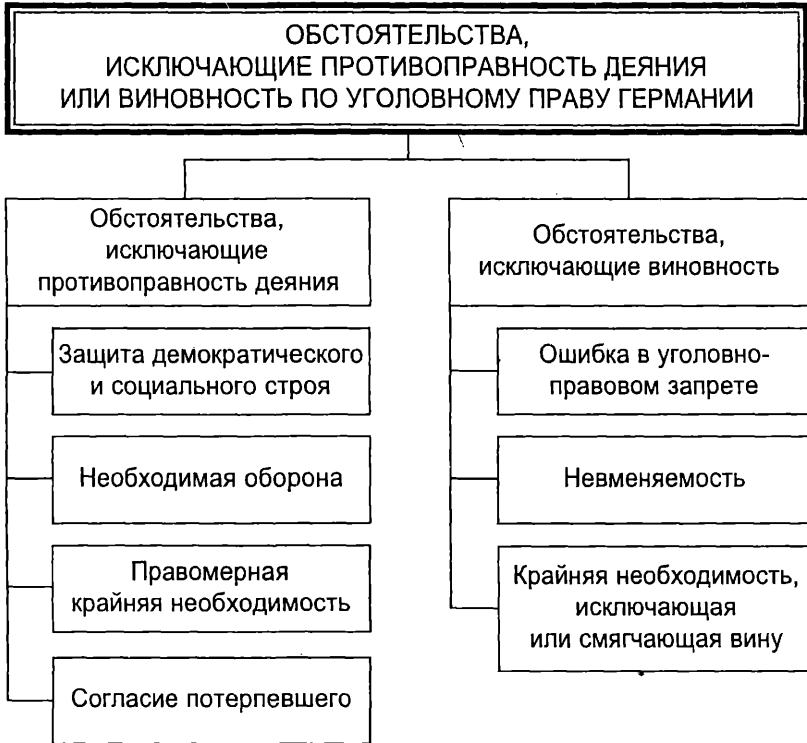 ОБСТОЯТЕЛЬСТВА,
ИСКЛЮЧАЮЩИЕ ПРОТИВОПРАВНОСТЬ ДЕЯНИЯ
ИЛИ ВИНОВНОСТЬ ПО УГОЛОВНОМУ ПРАВУ ГЕРМАНИИ
Обстоятельства,
исключающие
противоправность деяния
Защита демократического
и социального строя
Необходимая оборона
Правомерная
крайняя необходимость
Согласие потерпевшего
Обстоятельства,
исключающие виновность
Ошибка в уголовно-
правовом запрете
Невменяемость
Крайняя необходимость,
исключающая
или смягчающая вину